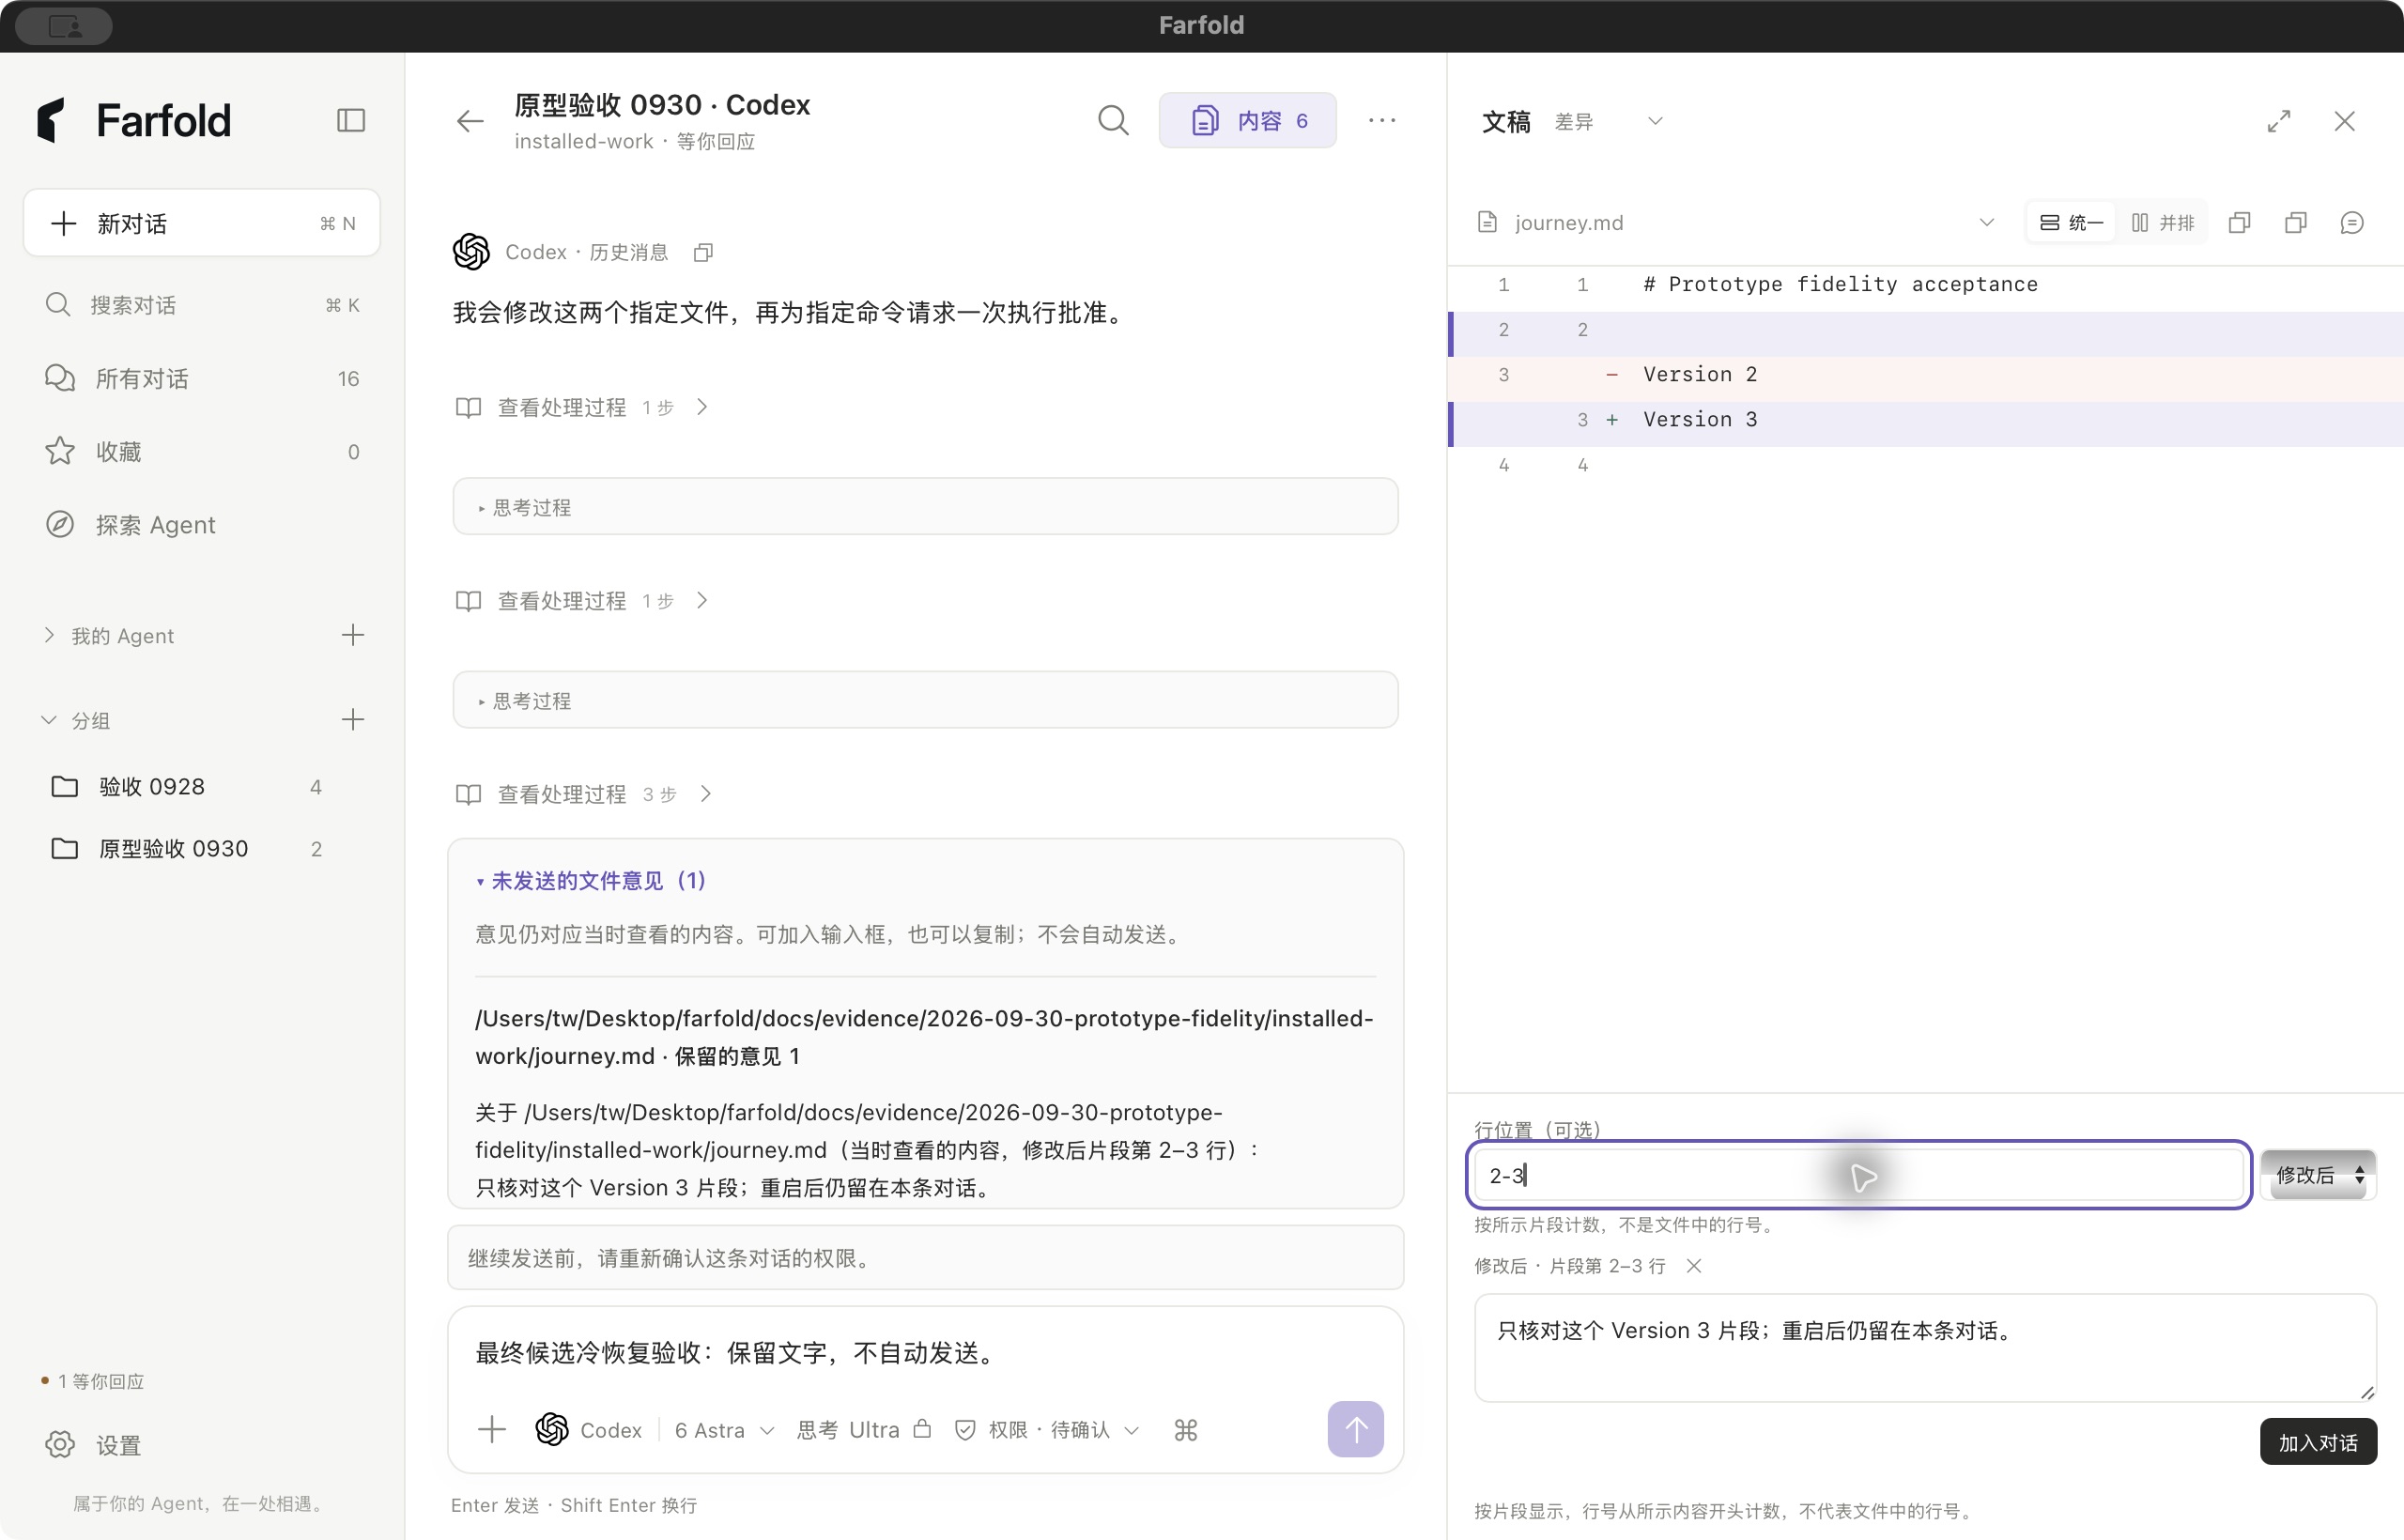 Farfold
Farfold
新对话 ⌘ N
搜索对话 ⌘ K
所有对话 16
收藏 0
探索 Agent
我的 Agent
分组
验收 0928 4
原型验收 0930 2
1 等你回应
设置
属于你的 Agent，在一处相遇。
原型验收 0930 · Codex
installed-work · 等你回应
内容 6
Codex · 历史消息
我会修改这两个指定文件，再为指定命令请求一次执行批准。
查看处理过程 1 步
思考过程
查看处理过程 1 步
思考过程
查看处理过程 3 步
未发送的文件意见（1）
意见仍对应当时查看的内容。可加入输入框，也可以复制；不会自动发送。
/Users/tw/Desktop/farfold/docs/evidence/2026-09-30-prototype-fidelity/installed-
work/journey.md · 保留的意见 1
关于 /Users/tw/Desktop/farfold/docs/evidence/2026-09-30-prototype-
fidelity/installed-work/journey.md（当时查看的内容，修改后片段第 2–3 行）：
只核对这个 Version 3 片段；重启后仍留在本条对话。
继续发送前，请重新确认这条对话的权限。
最终候选冷恢复验收：保留文字，不自动发送。
Codex 6 Astra 思考 Ultra 权限 · 待确认 ⌘
Enter 发送 · Shift Enter 换行
文稿 差异
journey.md 统一 并排
1 1 # Prototype fidelity acceptance
2 2
3 − Version 2
3 + Version 3
4 4
行位置（可选）
2-3 修改后
按所示片段计数，不是文件中的行号。
修改后 · 片段第 2–3 行
只核对这个 Version 3 片段；重启后仍留在本条对话。
加入对话
按片段显示，行号从所示内容开头计数，不代表文件中的行号。